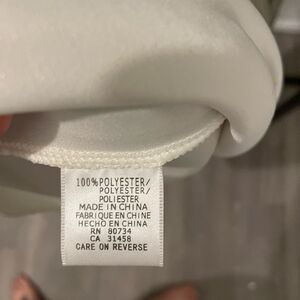 100%POLYESTER/
POLYESTER/
POLIESTER
MADE IN CHINA
FABRIQUE EN CHINE
HECHO EN CHINA
RN 80734
CA 31458
CARE ON REVERSE